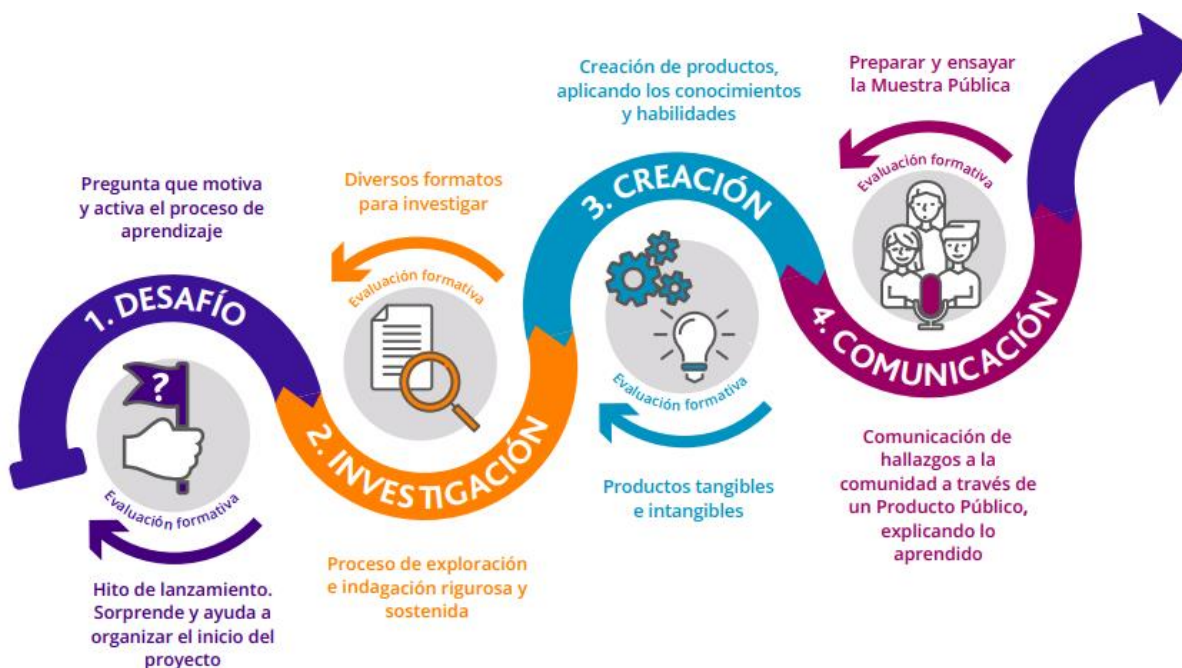 Pregunta que motiva
y activa el proceso de
aprendizaje
1. DESAFÍO
?
Evaluación formativa
Hito de lanzamiento.
Sorprende y ayuda a
organizar el inicio del
proyecto
Diversos formatos
para investigar
Evaluación formativa
2. INVESTIGACIÓN
Proceso de exploración
e indagación rigurosa y
sostenida
Creación de productos,
aplicando los conocimientos
y habilidades
3. CREACIÓN
Evaluación formativa
Productos tangibles
e intangibles
Preparar y ensayar
la Muestra Pública
Evaluación formativa
4. COMUNICACIÓN
Comunicación de
hallazgos a la
comunidad a través de
un Producto Público,
explicando lo
aprendido